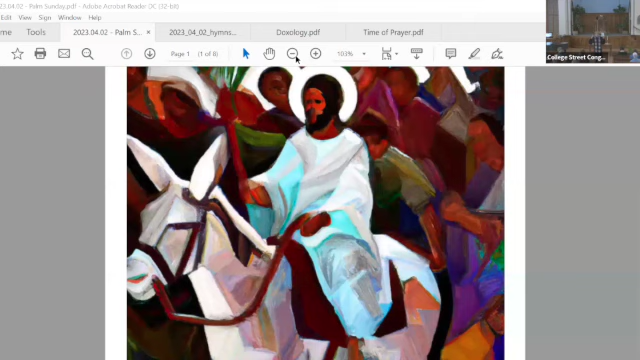 23.04.02 - Palm Sunday.pdf - Adobe Acrobat Reader DC (32-bit)
Edit View Sign Window Help
me Tools 2023.04.02 - Palm S... × 2023_04_02_hymns... Doxology.pdf Time of Prayer.pdf
Page 1 (1 of 8) 103%
College Street Cong...